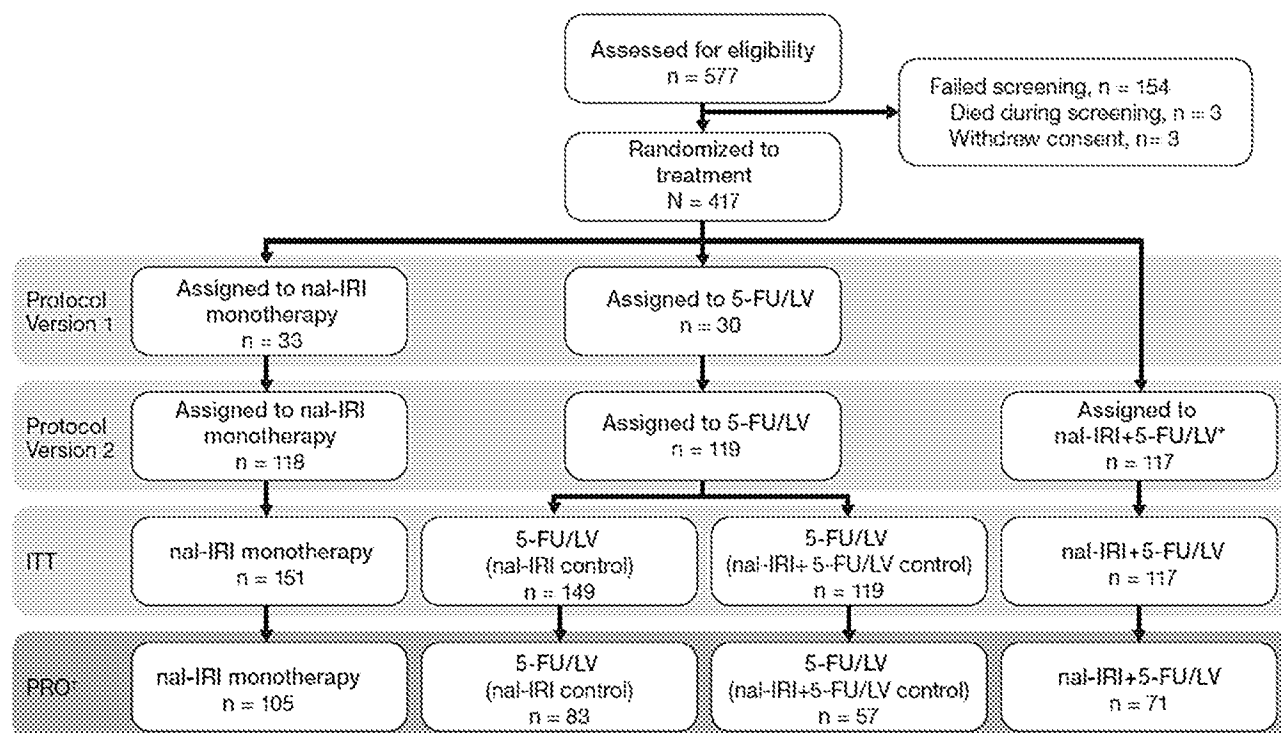 Assessed for eligibility
n = 577
Failed screening, n = 154
Died during screening, n = 3
Withdrew consent, n= 3
Randomized to
treatment
N = 417
Protocol
Version 1
Assigned to nal-IRI
monotherapy
n = 33
Assigned to 5-FU/LV
n = 30
Protocol
Version 2
Assigned to nal-IRI
monotherapy
n = 118
Assigned to 5-FU/LV
n = 119
Assigned to
nal-IRI+5-FU/LV*
n = 117
ITT
nal-IRI monotherapy
n = 151
5-FU/LV
(nal-IRI control)
n = 149
5-FU/LV
(nal-IRI+5-FU/LV control)
n = 119
nal-IRI+5-FU/LV
n = 117
PRO
nal-IRI monotherapy
n = 105
5-FU/LV
(nal-IRI control)
n = 83
5-FU/LV
(nal-IRI+5-FU/LV control)
n = 57
nal-IRI+5-FU/LV
n = 71